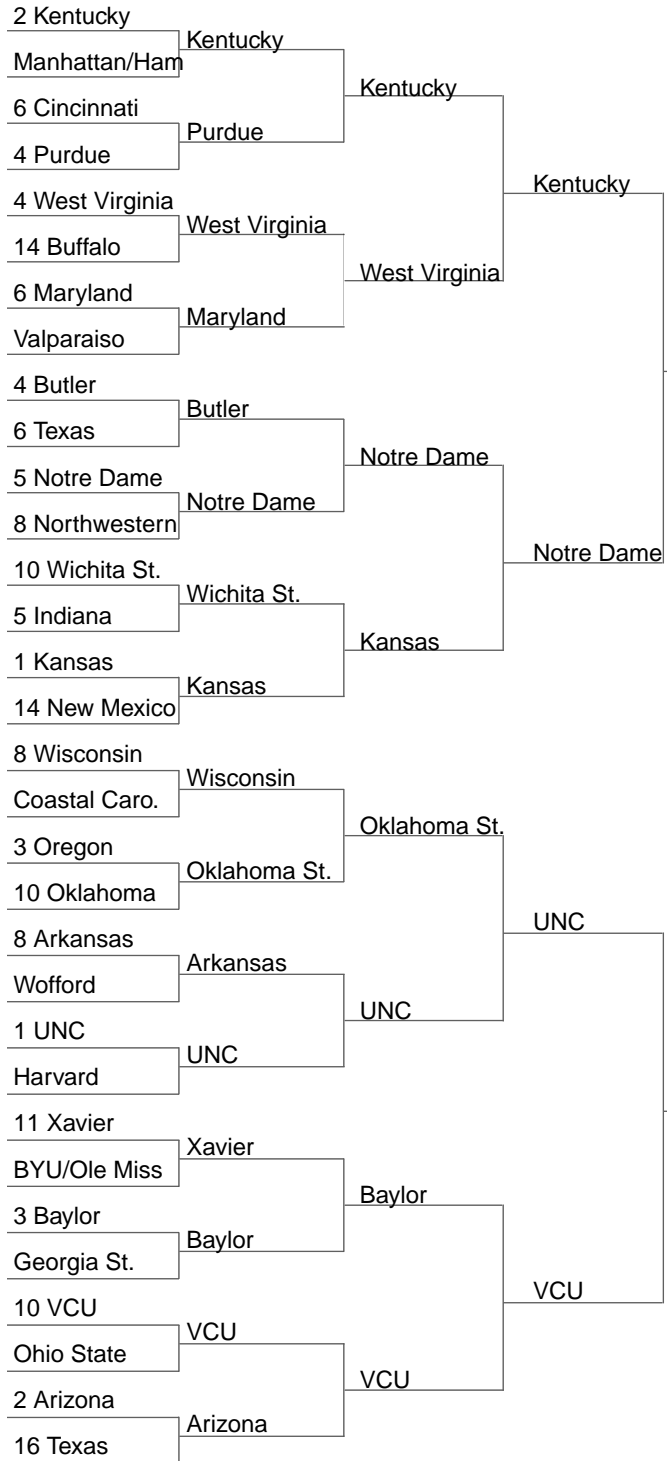 2 Kentucky
Manhattan/Ham
6 Cincinnati
4 Purdue
4 West Virginia
14 Buffalo
6 Maryland
Valparaiso
4 Butler
6 Texas
5 Notre Dame
8 Northwestern
10 Wichita St.
5 Indiana
1 Kansas
14 New Mexico
8 Wisconsin
Coastal Caro.
3 Oregon
10 Oklahoma
8 Arkansas
Wofford
1 UNC
Harvard
11 Xavier
BYU/Ole Miss
3 Baylor
Georgia St.
10 VCU
Ohio State
2 Arizona
16 Texas
Kentucky
Purdue
West Virginia
Maryland
Butler
Notre Dame
Wichita St.
Kansas
Wisconsin
Oklahoma St.
Arkansas
UNC
Xavier
Baylor
VCU
Arizona
Kentucky
West Virginia
Notre Dame
Kansas
Oklahoma St.
UNC
Baylor
VCU
Kentucky
Notre Dame
UNC
VCU